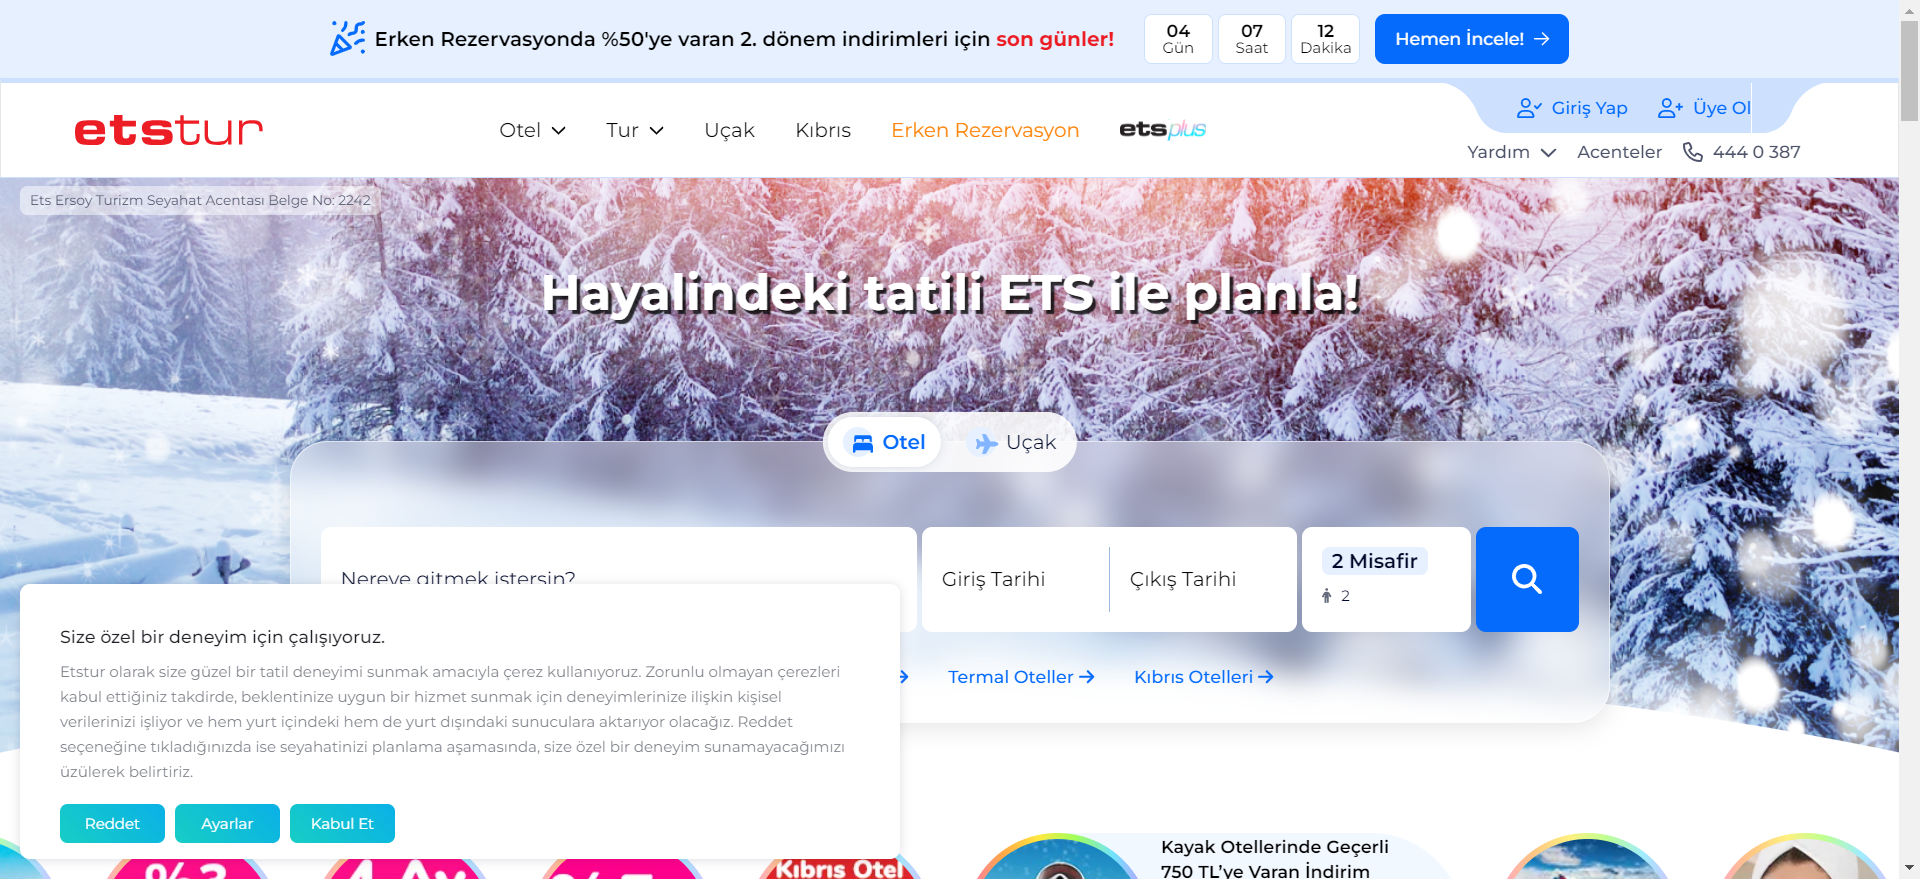 Erken Rezervasyonda %50'ye varan 2. dönem indirimleri için son günler!
04 Gün
07 Saat
12 Dakika
Hemen İncele!
etstur
Otel
Tur
Uçak
Kıbrıs
Erken Rezervasyon
etsplus
Giriş Yap
Üye Ol
Yardım
Acenteler
444 0 387
Ets Ersoy Turizm Seyahat Acentası Belge No: 2242
Hayalindeki tatili ETS ile planla!
Otel
Uçak
Nereye gitmek istersin?
Giriş Tarihi
Çıkış Tarihi
2 Misafir
2
Termal Oteller
Kıbrıs Otelleri
Size özel bir deneyim için çalışıyoruz.
Etstur olarak size güzel bir tatil deneyimi sunmak amacıyla çerez kullanıyoruz. Zorunlu olmayan çerezleri
kabul ettiğiniz takdirde, beklentinize uygun bir hizmet sunmak için deneyimlerinize ilişkin kişisel
verilerinizi işliyor ve hem yurt içindeki hem de yurt dışındaki sunuculara aktarıyor olacağız. Reddet
seçeneğine tıkladığınızda ise seyahatinizi planlama aşamasında, size özel bir deneyim sunamayacağımızı
üzülerek belirtiriz.
Reddet
Ayarlar
Kabul Et
Kıbrıs Otel
Kayak Otellerinde Geçerli
750 TL'ye Varan İndirim